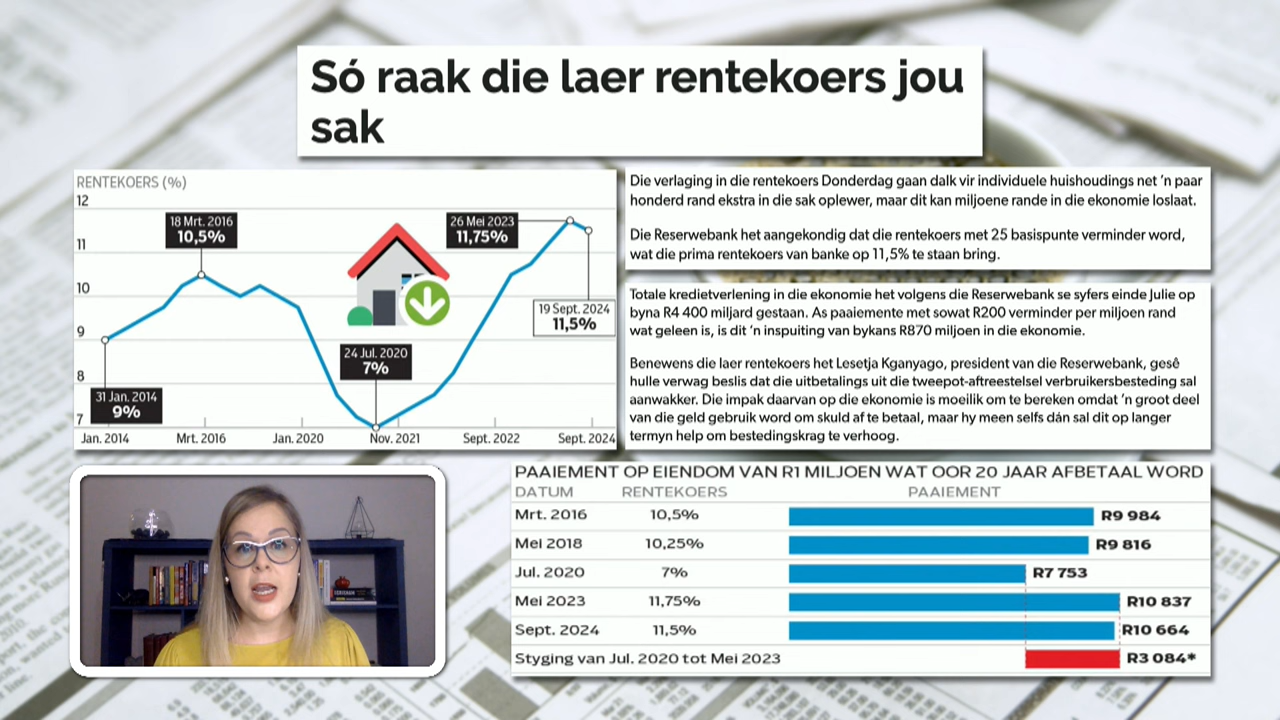 Só raak die laer rentekoers jou
sak
RENTEKOERS (%)
12
11
10
9
8
7
18 Mrt. 2016
10,5%
26 Mei 2023
11,75%
19 Sept. 2024
11,5%
24 Jul. 2020
7%
31 Jan. 2014
9%
Jan. 2014
Mrt. 2016
Jan. 2020
Nov. 2021
Sept. 2022
Sept. 2024
Die verlaging in die rentekoers Donderdag gaan dalk vir individuele huishoudings net 'n paar
honderd rand ekstra in die sak oplewer, maar dit kan miljoene rande in die ekonomie loslaat.
Die Reserwebank het aangekondig dat die rentekoers met 25 basispunte verminder word,
wat die prima rentekoers van banke op 11,5% te staan bring.
Totale kredietverlening in die ekonomie het volgens die Reserwebank se syfers einde Julie op
byna R4 400 miljard gestaan. As paaiemente met sowat R200 verminder per miljoen rand
wat geleen is, is dit 'n inspuiting van bykans R870 miljoen in die ekonomie.
Benewens die laer rentekoers het Lesetja Kganyago, president van die Reserwebank, gesê
hulle verwag beslis dat die uitbetalings uit die tweepot-aftreestelsel verbruikersbesteding sal
aanwakker. Die impak daarvan op die ekonomie is moeilik om te bereken omdat 'n groot deel
van die geld gebruik word om skuld af te betaal, maar hy meen selfs dán sal dit op langer
termyn help om bestedingskrag te verhoog.
PAAIEMENT OP EIENDOM VAN R1 MILJOEN WAT OOR 20 JAAR AFBETAAL WORD
DATUM RENTEKOERS PAAIEMENT
Mrt. 2016 10,5% R9 984
Mei 2018 10,25% R9 816
Jul. 2020 7% R7 753
Mei 2023 11,75% R10 837
Sept. 2024 11,5% R10 664
Styging van Jul. 2020 tot Mei 2023 R3 084*